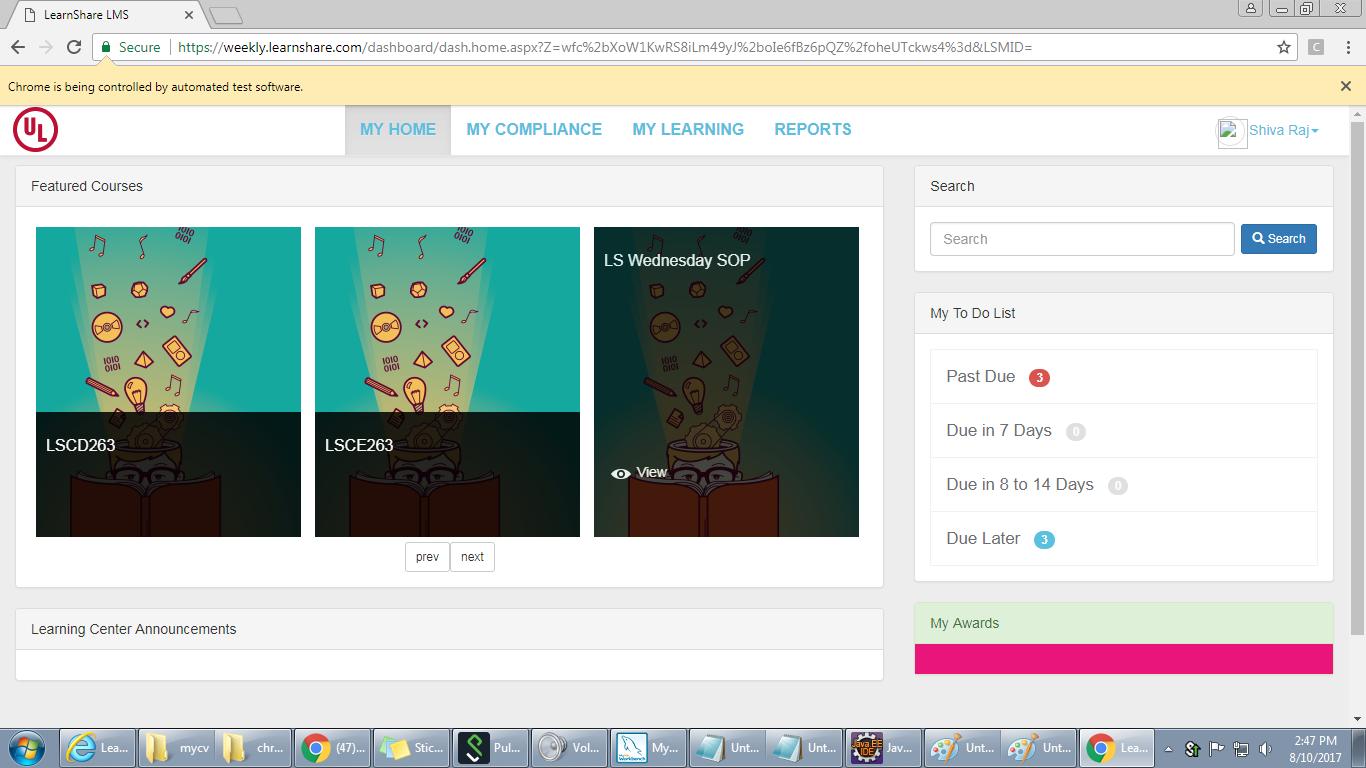 LearnShare LMS
Secure https://weekly.learnshare.com/dashboard/dash.home.aspx?Z=wfc%2bXoW1KwRS8iLm49yJ%2boIe6fBz6pQZ%2foheUTckws4%3d&LSMID=
Chrome is being controlled by automated test software.
UL MY HOME MY COMPLIANCE MY LEARNING REPORTS Shiva Raj
Featured Courses
LSCD263
LSCE263
LS Wednesday SOP
View
prev next
Learning Center Announcements
Search
Search Search
My To Do List
Past Due 3
Due in 7 Days 0
Due in 8 to 14 Days 0
Due Later 3
My Awards
Lea... mycv chr... (47)... Stic... Pul... Vol... My... Unt... Unt... Jav... Unt... Unt... Lea...
2:47 PM
8/10/2017